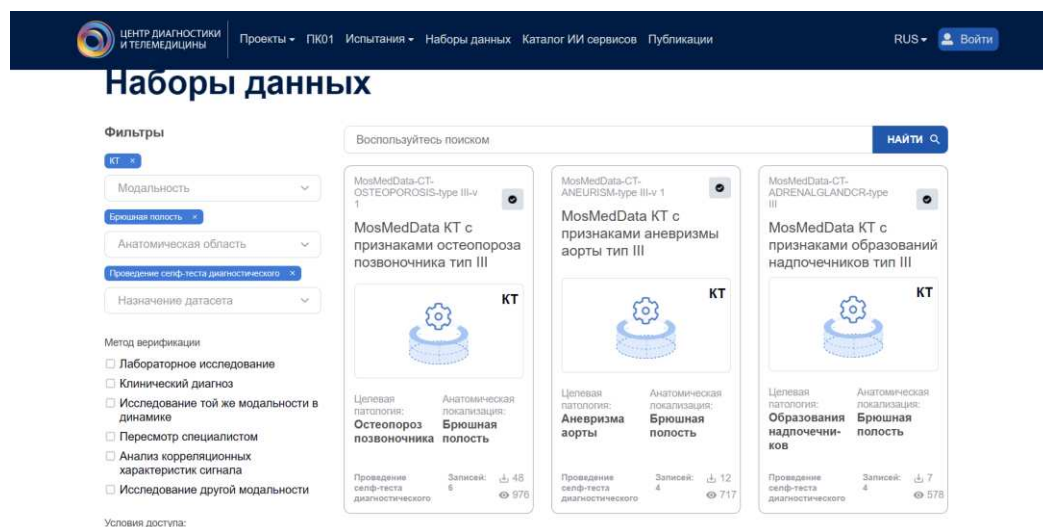 ЦЕНТР ДИАГНОСТИКИ
И ТЕЛЕМЕДИЦИНЫ
Проекты ПК01 Испытания Наборы данных Каталог ИИ сервисов Публикации
RUS Войти
Наборы данных
Фильтры
КТ ×
Модальность
Брюшная полость ×
Анатомическая область
Проведение селф-теста диагностического ×
Назначение датасета
Метод верификации
Лабораторное исследование
Клинический диагноз
Исследование той же модальности в
динамике
Пересмотр специалистом
Анализ корреляционных
характеристик сигнала
Исследование другой модальности
Условия доступа:
Воспользуйтесь поиском
НАЙТИ
MosMedData-CT-
OSTEOPOROSIS-type III-v
1
MosMedData КТ с
признаками остеопороза
позвоночника тип III
КТ
Целевая
патология:
Остеопороз
позвоночника
Анатомическая
локализация:
Брюшная
полость
Проведение
селф-теста
диагностического
Записей:
5
48
976
MosMedData-CT-
ANEURISM-type III-v 1
MosMedData КТ с
признаками аневризмы
аорты тип III
КТ
Целевая
патология:
Аневризма
аорты
Анатомическая
локализация:
Брюшная
полость
Проведение
селф-теста
диагностического
Записей:
4
12
717
MosMedData-CT-
ADRENALGLANDCR-type
III
MosMedData КТ с
признаками образований
надпочечников тип III
КТ
Целевая
патология:
Образования
надпочечни-
ков
Анатомическая
локализация:
Брюшная
полость
Проведение
селф-теста
диагностического
Записей:
4
7
578